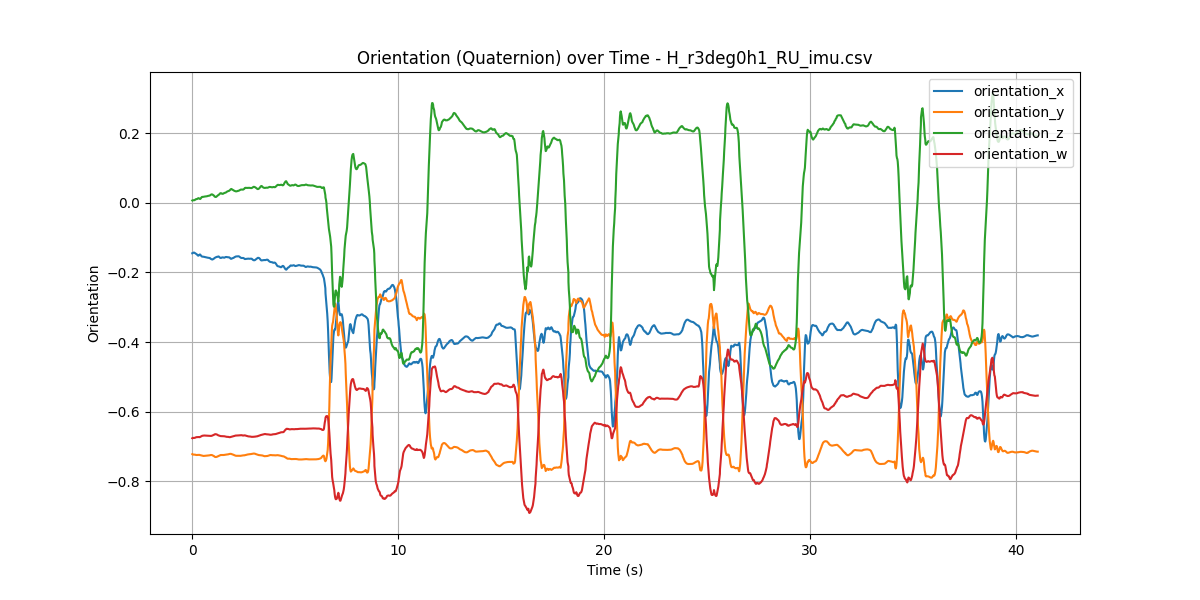 Orientation (Quaternion) over Time - H_r3deg0h1_RU_imu.csv
orientation_x
orientation_y
orientation_z
orientation_w
0.2
0.0
−0.2
−0.4
−0.6
−0.8
Orientation
0
10
20
30
40
Time (s)